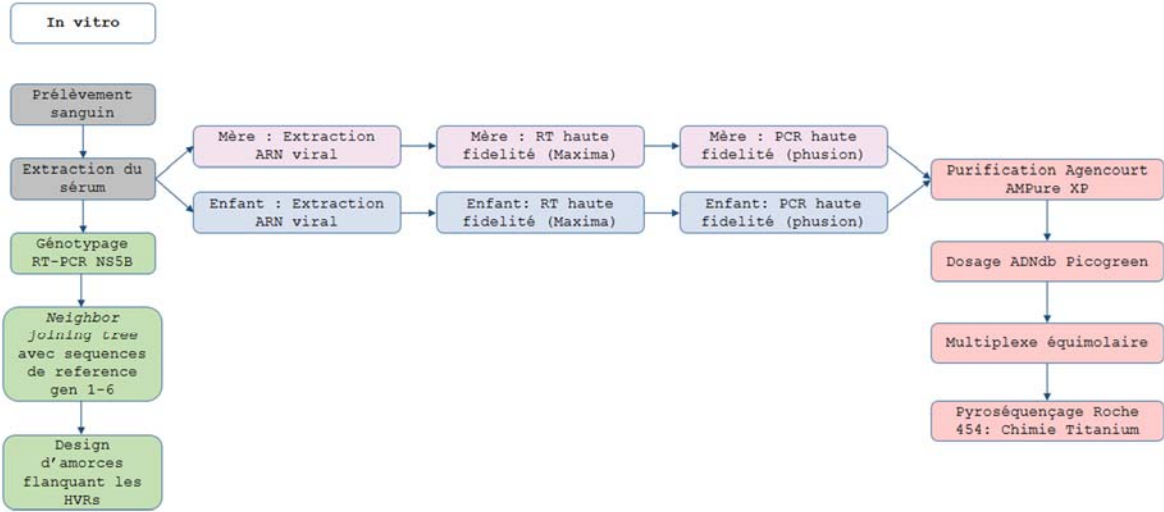 In vitro
Prélèvement
sanguin
Extraction du
sérum
Génotypage
RT-PCR NS5B
Neighbor
joining tree
avec sequences
de reference
gen 1-6
Design
d'amorces
flanquant les
HVRs
Mère : Extraction
ARN viral
Mère : RT haute
fidelité (Maxima)
Mère : PCR haute
fidelité (phusion)
Enfant : Extraction
ARN viral
Enfant: RT haute
fidelité (Maxima)
Enfant: PCR haute
fidelité (phusion)
Purification Agencourt
AMPure XP
Dosage ADNdb Picogreen
Multiplexe équimolaire
Pyroséquençage Roche
454: Chimie Titanium